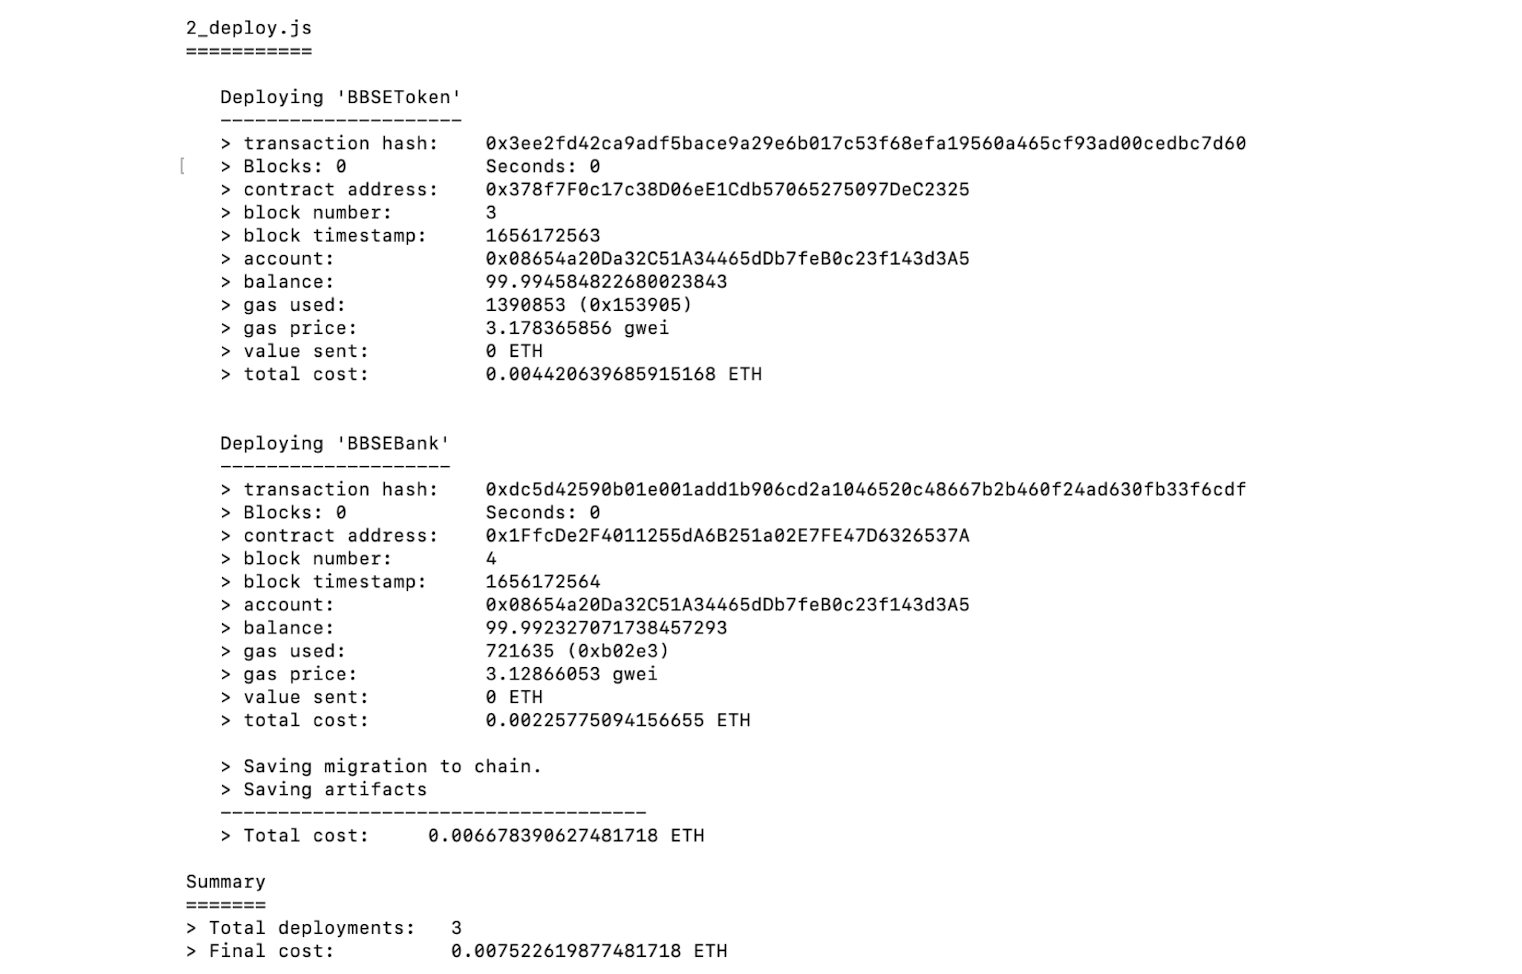 2_deploy.js
===========
Deploying 'BBSEToken'
---------------------
> transaction hash:    0x3ee2fd42ca9adf5bace9a29e6b017c53f68efa19560a465cf93ad00cedbc7d60
[ > Blocks: 0            Seconds: 0
> contract address:    0x378f7F0c17c38D06eE1Cdb57065275097DeC2325
> block number:        3
> block timestamp:     1656172563
> account:             0x08654a20Da32C51A34465dDb7feB0c23f143d3A5
> balance:             99.994584822680023843
> gas used:            1390853 (0x153905)
> gas price:           3.178365856 gwei
> value sent:          0 ETH
> total cost:          0.004420639685915168 ETH
Deploying 'BBSEBank'
--------------------
> transaction hash:    0xdc5d42590b01e001add1b906cd2a1046520c48667b2b460f24ad630fb33f6cdf
> Blocks: 0            Seconds: 0
> contract address:    0x1FfcDe2F4011255dA6B251a02E7FE47D6326537A
> block number:        4
> block timestamp:     1656172564
> account:             0x08654a20Da32C51A34465dDb7feB0c23f143d3A5
> balance:             99.992327071738457293
> gas used:            721635 (0xb02e3)
> gas price:           3.12866053 gwei
> value sent:          0 ETH
> total cost:          0.00225775094156655 ETH
> Saving migration to chain.
> Saving artifacts
-------------------------------------
> Total cost:     0.006678390627481718 ETH
Summary
=======
> Total deployments:   3
> Final cost:          0.007522619877481718 ETH